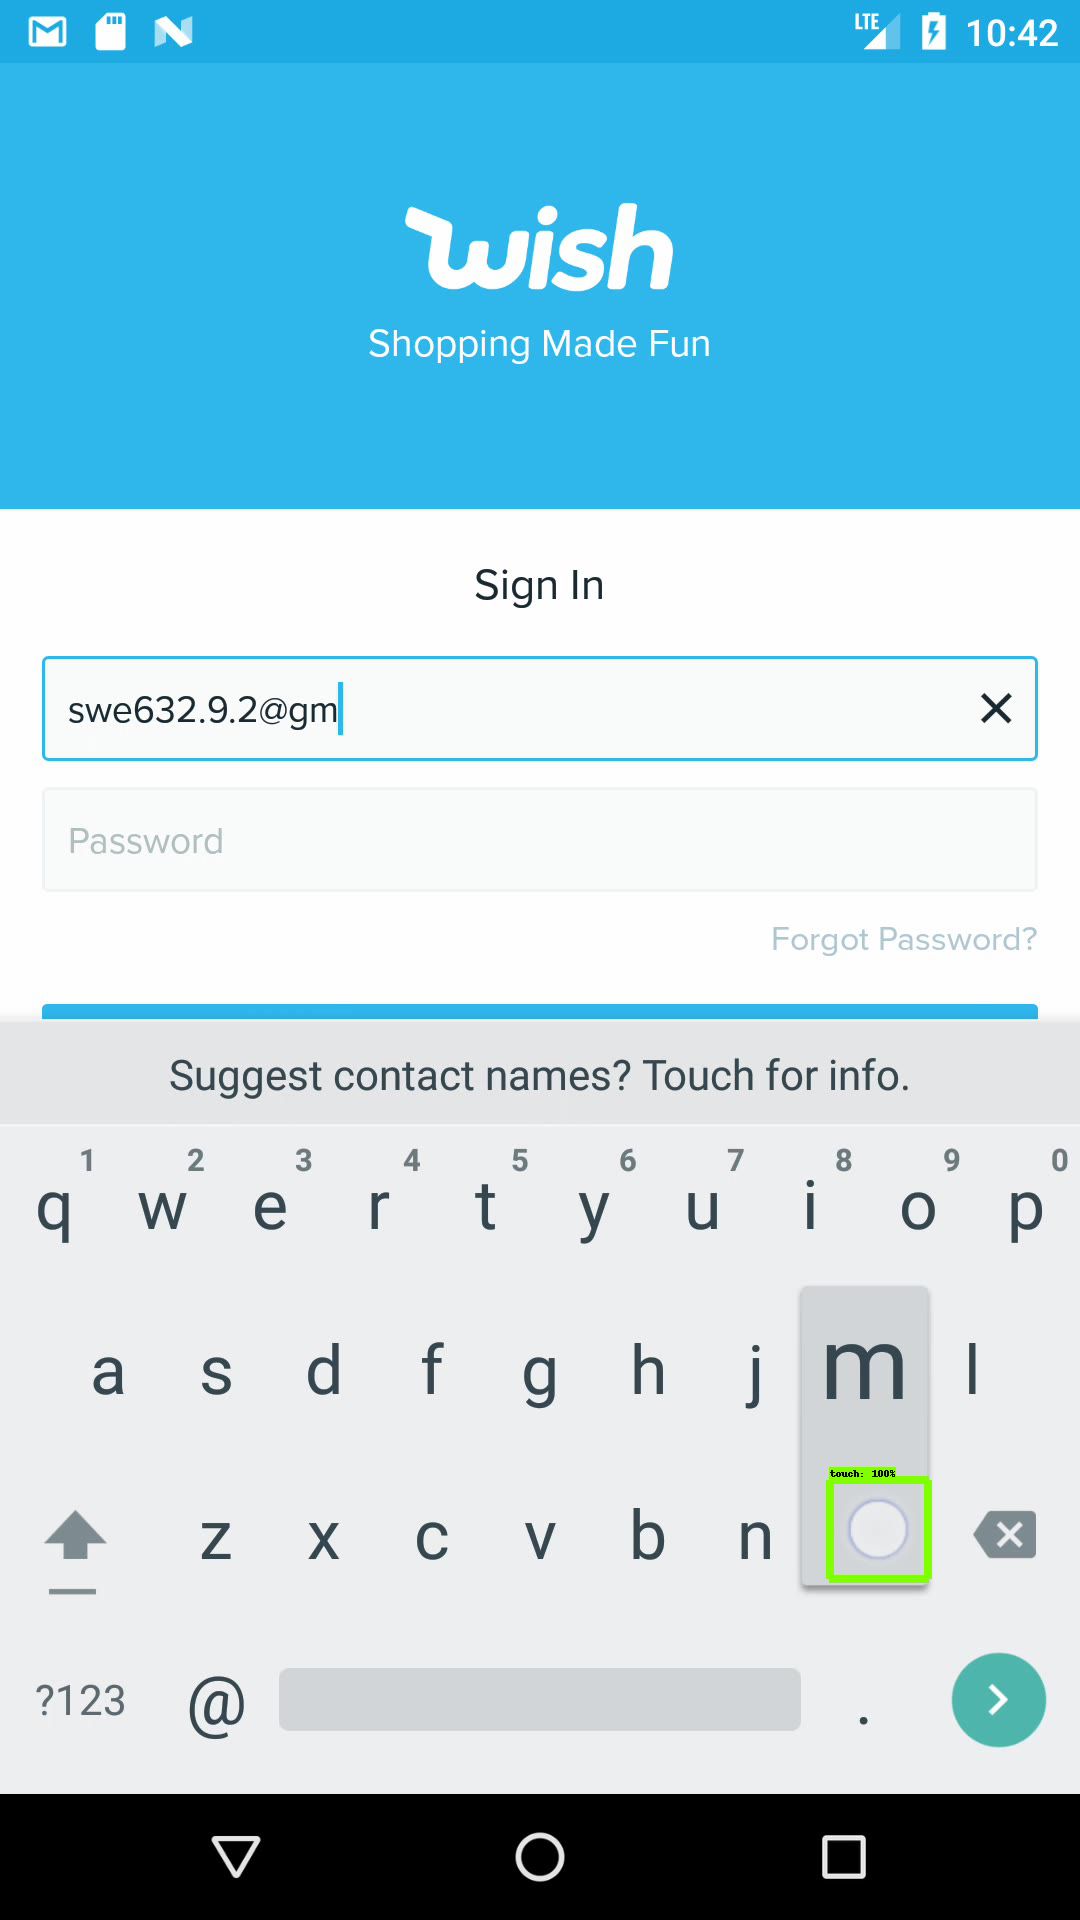 LTE 10:42
wish
Shopping Made Fun
Sign In
swe632.9.2@gm
Password
Forgot Password?
Suggest contact names? Touch for info.
1 2 3 4 5 6 7 8 9 0
q w e r t y u i o p
a s d f g h j m l
touch: 100%
z x c v b n
?123 @ .